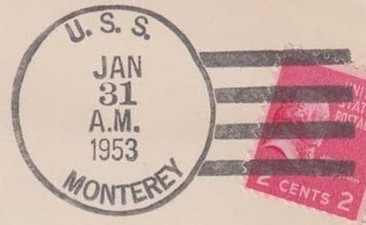 U. S. S.
JAN
31
A.M.
1953
MONTEREY
2 CENTS 2